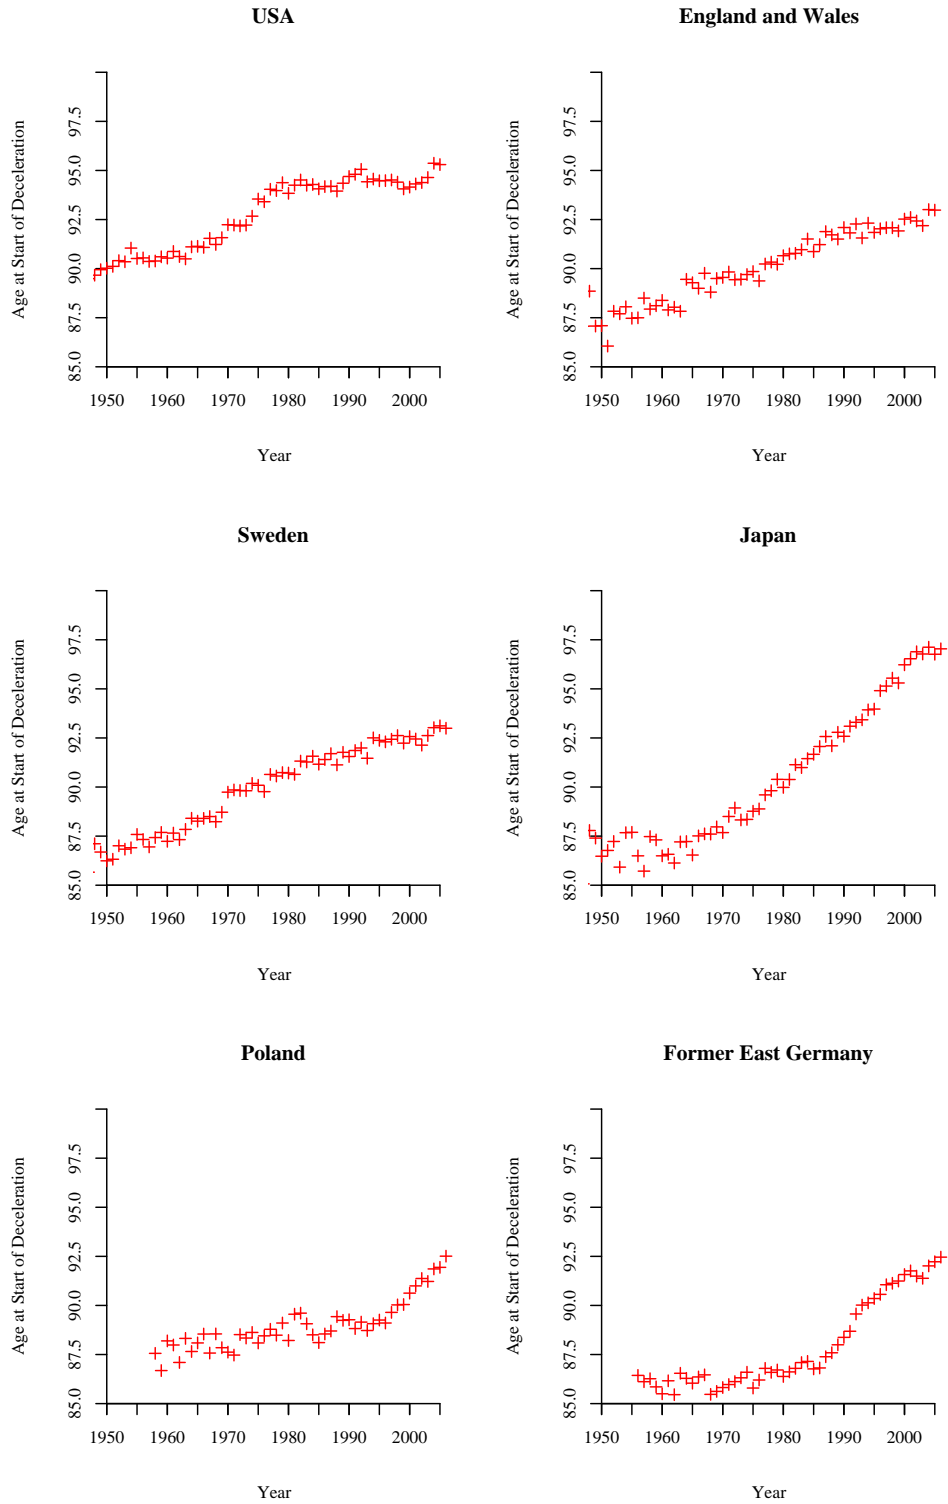 USA
Age at Start of Deceleration
85.0 87.5 90.0 92.5 95.0 97.5
1950 1960 1970 1980 1990 2000
Year
England and Wales
Age at Start of Deceleration
85.0 87.5 90.0 92.5 95.0 97.5
1950 1960 1970 1980 1990 2000
Year
Sweden
Age at Start of Deceleration
85.0 87.5 90.0 92.5 95.0 97.5
1950 1960 1970 1980 1990 2000
Year
Japan
Age at Start of Deceleration
85.0 87.5 90.0 92.5 95.0 97.5
1950 1960 1970 1980 1990 2000
Year
Poland
Age at Start of Deceleration
85.0 87.5 90.0 92.5 95.0 97.5
1950 1960 1970 1980 1990 2000
Year
Former East Germany
Age at Start of Deceleration
85.0 87.5 90.0 92.5 95.0 97.5
1950 1960 1970 1980 1990 2000
Year